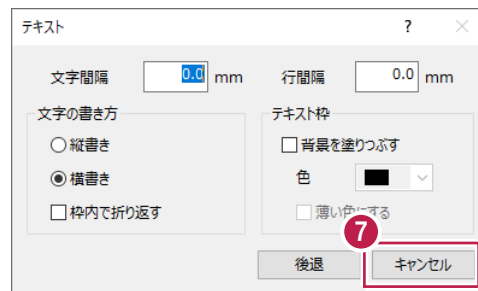 テキスト ? ×
文字間隔 0.0 mm 行間隔 0.0 mm
文字の書き方 テキスト枠
縦書き 背景を塗りつぶす
横書き 色
枠内で折り返す 薄い色にする
7
後退 キャンセル